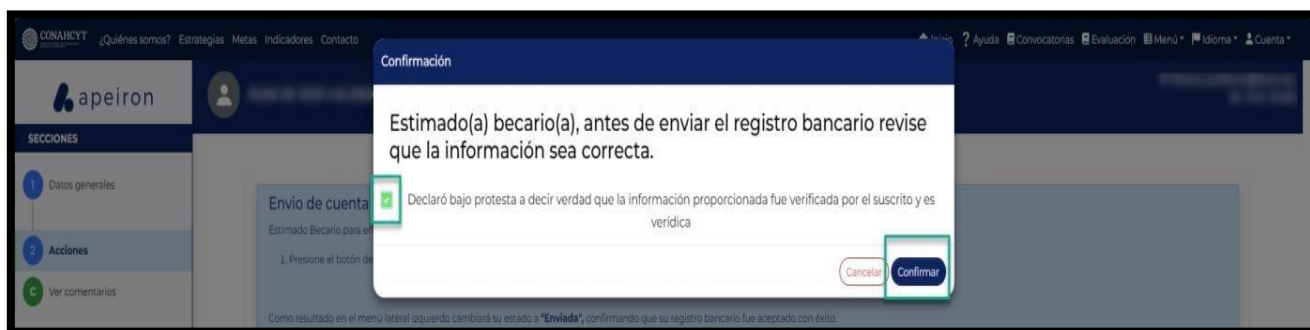 CONAHCYT ¿Quiénes somos? Estrategias Metas Indicadores Contacto Inicio ? Ayuda Convocatorias Evaluacion Menú Idioma Cuenta
apeiron
Confirmación
Estimado(a) becario(a), antes de enviar el registro bancario revise
que la información sea correcta.
SECCIONES
1 Datos generales
Declaró bajo protesta a decir verdad que la información proporcionada fue verificada por el suscrito y es
verídica
Envío de cuenta
Estimado Becario para
2 Acciones
1. Presione el botón de
Cancelar Confirmar
C Ver comentarios
Como resultado en el menú lateral izquierdo cambiará su estado a "Enviada", confirmando que su registro bancario fue aceptado con éxito.